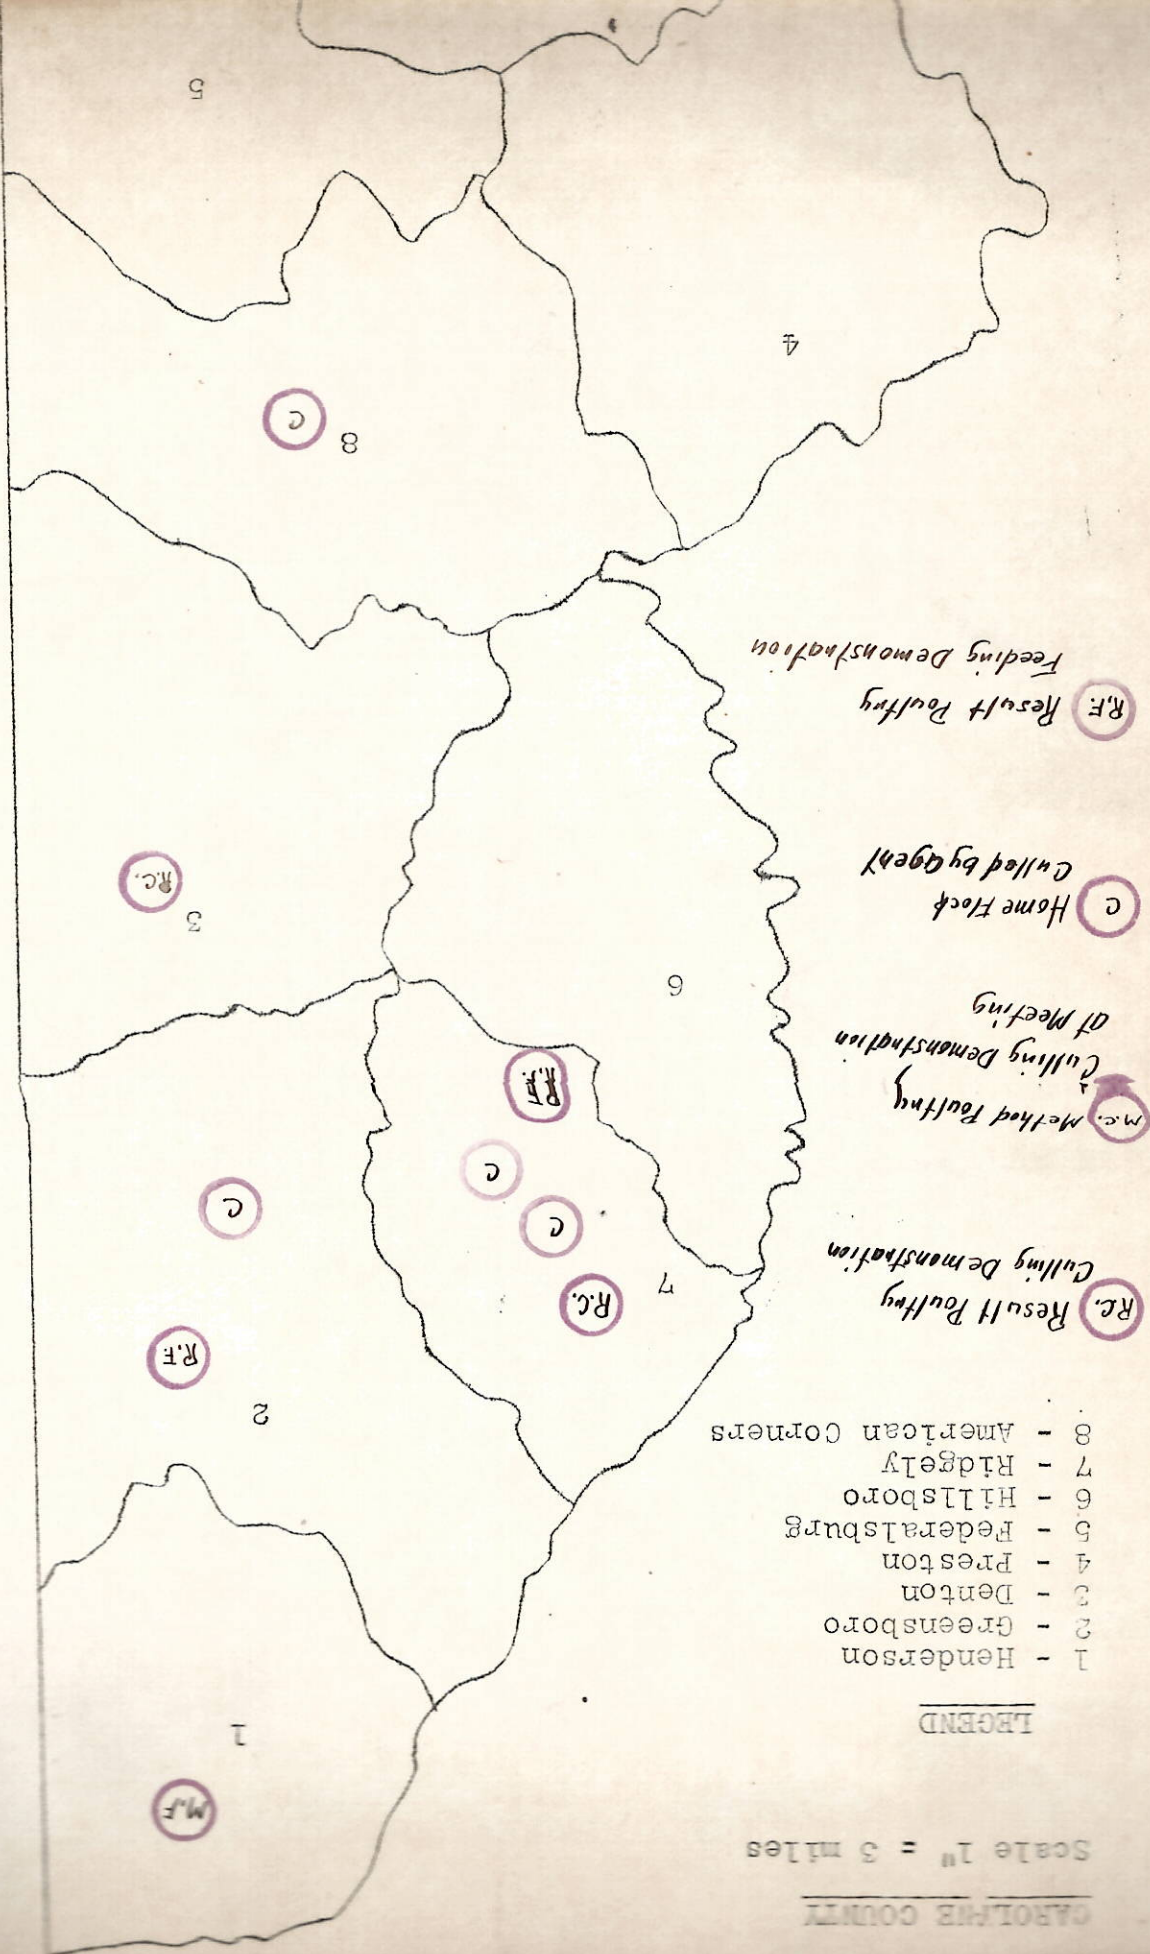 CAROLINE COUNTY
Scale 1" = 3 miles
LEGEND
1 - Henderson
2 - Greensboro
3 - Denton
4 - Preston
5 - Federalsburg
6 - Hillsboro
7 - Ridgely
8 - American Corners
R.C. Result Poultry
Culling Demonstration
M.C. Method Poultry
Culling Demonstration
at Meeting
C Home Flock
Culled by Agent
R.F. Result Poultry
Feeding Demonstration
M.F
1
2
R.F.
C
7
R.C.
C
C
R.F.
6
3
R.C.
8
C
4
5